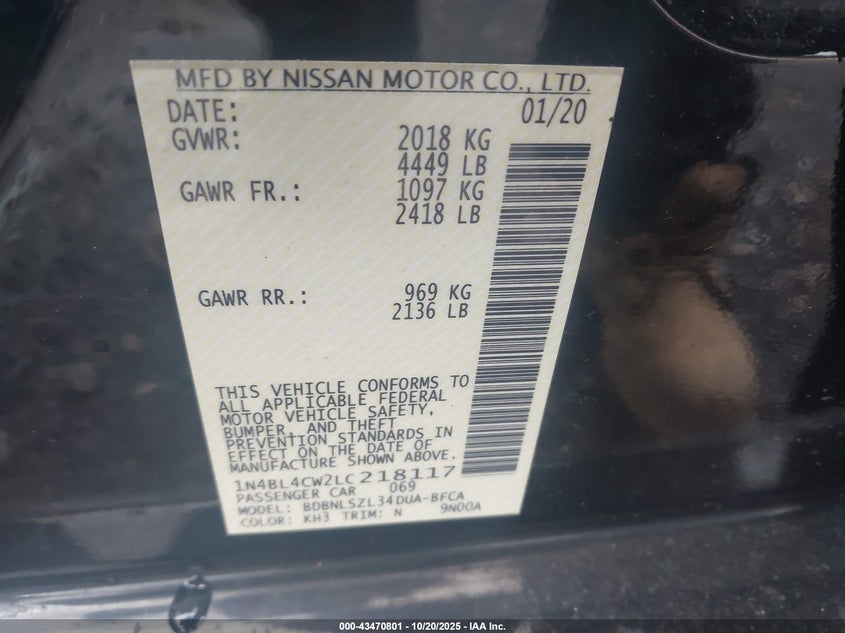 MFD BY NISSAN MOTOR CO., LTD.
DATE: 01/20
GVWR: 2018 KG
4449 LB
GAWR FR.: 1097 KG
2418 LB
GAWR RR.: 969 KG
2136 LB
THIS VEHICLE CONFORMS TO
ALL APPLICABLE FEDERAL
MOTOR VEHICLE SAFETY,
BUMPER, AND THEFT
PREVENTION STANDARDS IN
EFFECT ON THE DATE OF
MANUFACTURE SHOWN ABOVE.
1N4BL4CW2LC218117
PASSENGER CAR 069
MODEL: BDBNLSZL34DUA-BFCA
COLOR: KH3 TRIM: N 9N00A
000-43470801 - 10/20/2025 - IAA Inc.